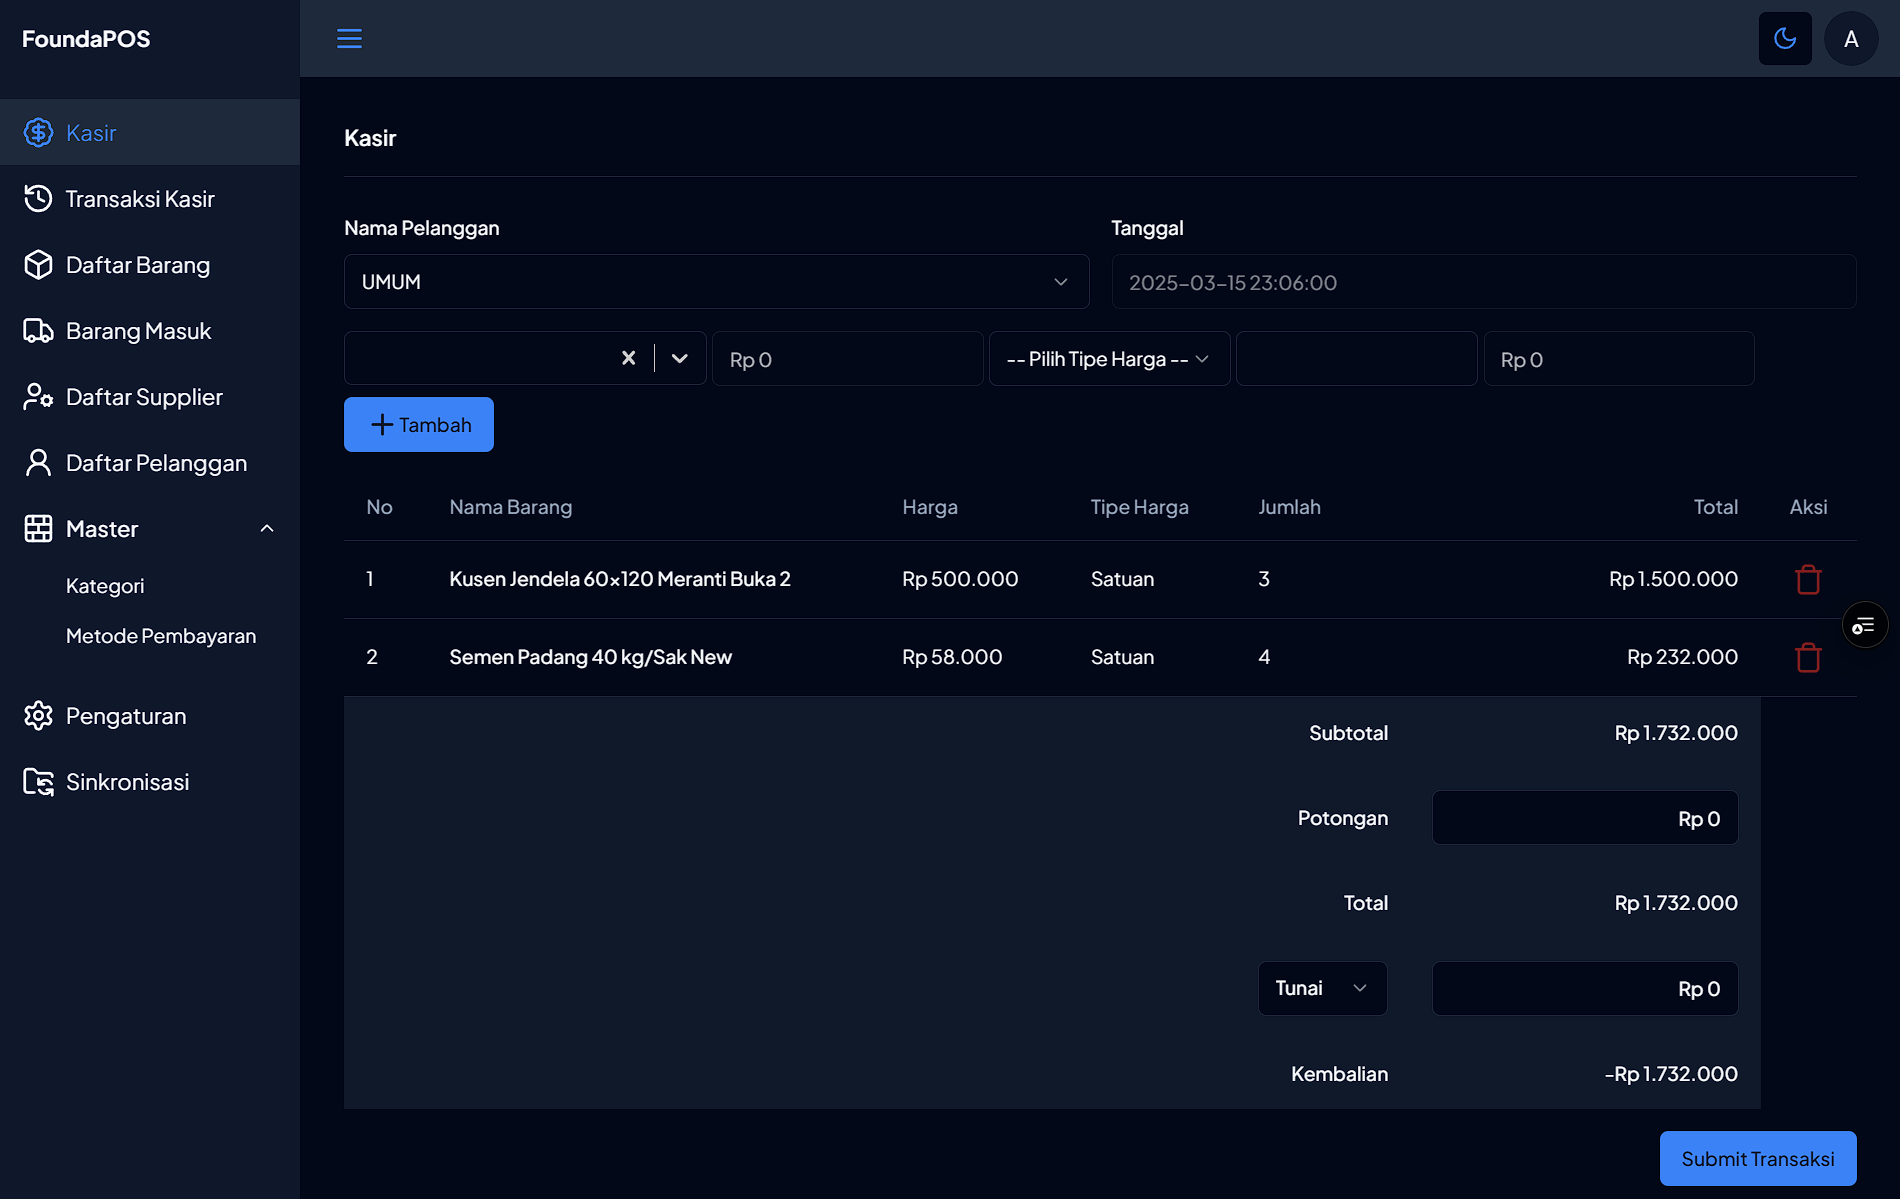 FoundaPOS
A
Kasir
Transaksi Kasir
Daftar Barang
Barang Masuk
Daftar Supplier
Daftar Pelanggan
Master
Kategori
Metode Pembayaran
Pengaturan
Sinkronisasi
Kasir
Nama Pelanggan
Tanggal
UMUM
2025-03-15 23:06:00
Rp 0
-- Pilih Tipe Harga --
Rp 0
Tambah
No Nama Barang Harga Tipe Harga Jumlah Total Aksi
1 Kusen Jendela 60x120 Meranti Buka 2 Rp 500.000 Satuan 3 Rp 1.500.000
2 Semen Padang 40 kg/Sak New Rp 58.000 Satuan 4 Rp 232.000
Subtotal Rp 1.732.000
Potongan Rp 0
Total Rp 1.732.000
Tunai Rp 0
Kembalian -Rp 1.732.000
Submit Transaksi